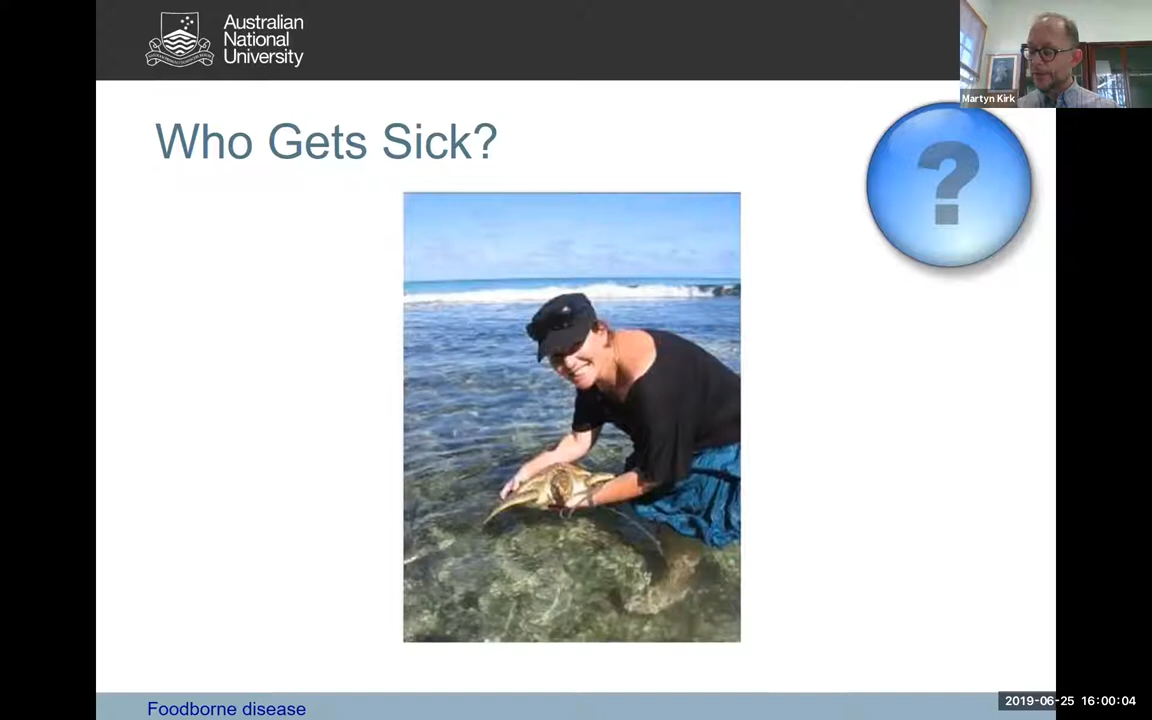 Australian
National
University
Martyn Kirk
Who Gets Sick?
?
Foodborne disease
2019-06-25 16:00:04